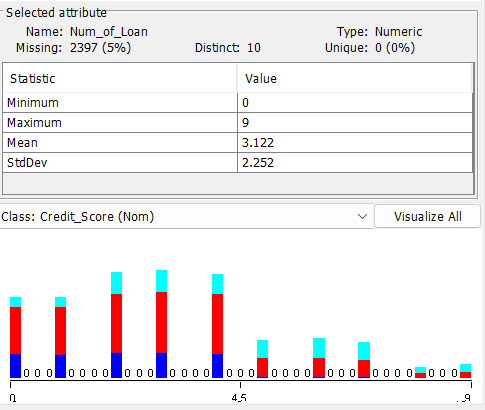 Selected attribute
Name: Num_of_Loan Type: Numeric
Missing: 2397 (5%) Distinct: 10 Unique: 0 (0%)
Statistic Value
Minimum 0
Maximum 9
Mean 3.122
StdDev 2.252
Class: Credit_Score (Nom) Visualize All
0 0 0 0 0 0 0 0 0 0 0 0 0 0 0 0 0 0 0 0 0 0 0 0 0 0 0 0 0 0 0
0 4.5 9